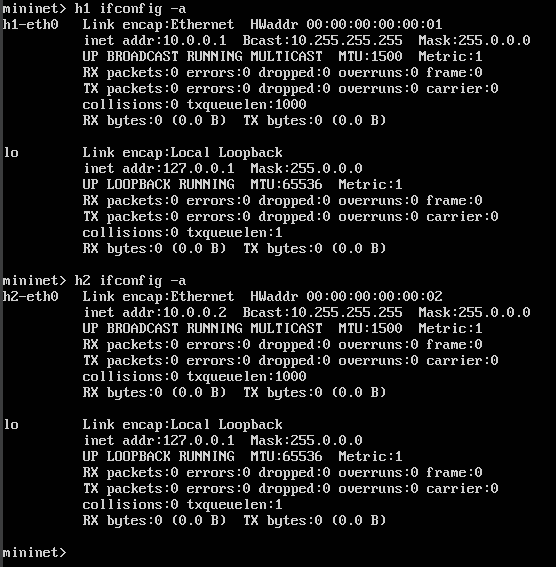 mininet> h1 ifconfig -a
h1-eth0   Link encap:Ethernet  HWaddr 00:00:00:00:00:01
          inet addr:10.0.0.1  Bcast:10.255.255.255  Mask:255.0.0.0
          UP BROADCAST RUNNING MULTICAST  MTU:1500  Metric:1
          RX packets:0 errors:0 dropped:0 overruns:0 frame:0
          TX packets:0 errors:0 dropped:0 overruns:0 carrier:0
          collisions:0 txqueuelen:1000
          RX bytes:0 (0.0 B)  TX bytes:0 (0.0 B)

lo        Link encap:Local Loopback
          inet addr:127.0.0.1  Mask:255.0.0.0
          UP LOOPBACK RUNNING  MTU:65536  Metric:1
          RX packets:0 errors:0 dropped:0 overruns:0 frame:0
          TX packets:0 errors:0 dropped:0 overruns:0 carrier:0
          collisions:0 txqueuelen:1
          RX bytes:0 (0.0 B)  TX bytes:0 (0.0 B)

mininet> h2 ifconfig -a
h2-eth0   Link encap:Ethernet  HWaddr 00:00:00:00:00:02
          inet addr:10.0.0.2  Bcast:10.255.255.255  Mask:255.0.0.0
          UP BROADCAST RUNNING MULTICAST  MTU:1500  Metric:1
          RX packets:0 errors:0 dropped:0 overruns:0 frame:0
          TX packets:0 errors:0 dropped:0 overruns:0 carrier:0
          collisions:0 txqueuelen:1000
          RX bytes:0 (0.0 B)  TX bytes:0 (0.0 B)

lo        Link encap:Local Loopback
          inet addr:127.0.0.1  Mask:255.0.0.0
          UP LOOPBACK RUNNING  MTU:65536  Metric:1
          RX packets:0 errors:0 dropped:0 overruns:0 frame:0
          TX packets:0 errors:0 dropped:0 overruns:0 carrier:0
          collisions:0 txqueuelen:1
          RX bytes:0 (0.0 B)  TX bytes:0 (0.0 B)

mininet>